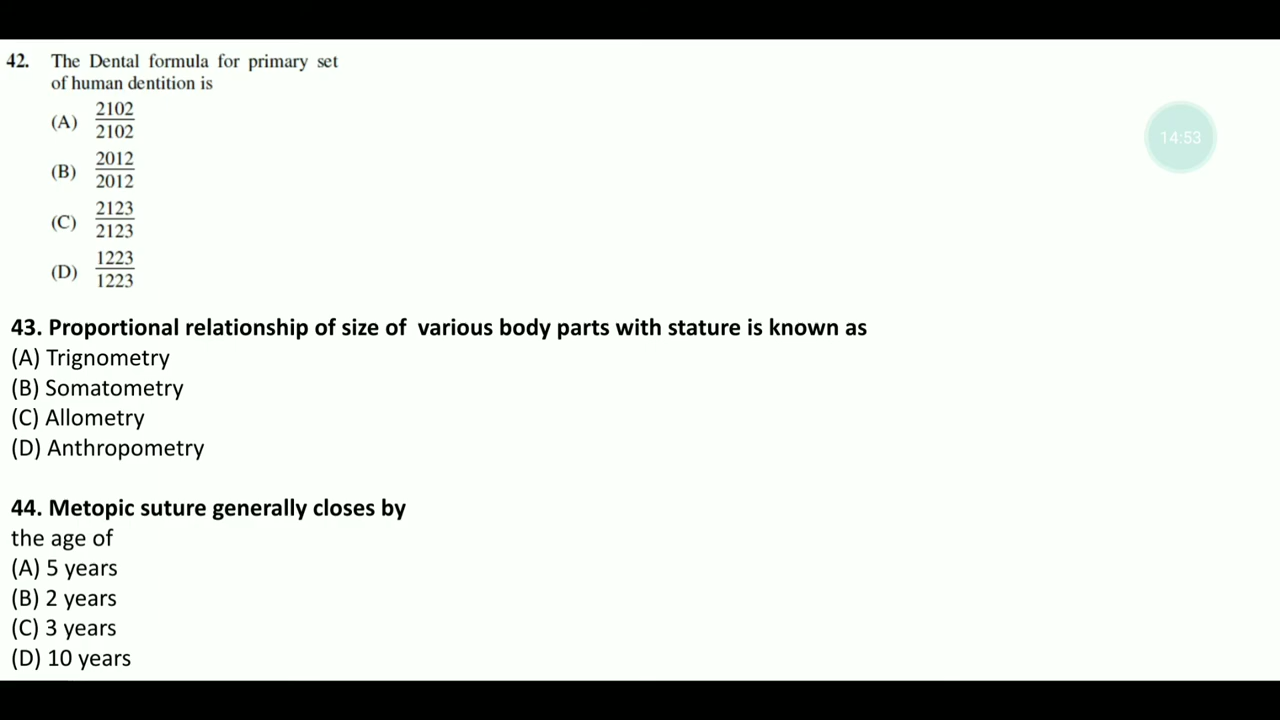 42. The Dental formula for primary set
of human dentition is
(A) 2102
2102
(B) 2012
2012
(C) 2123
2123
(D) 1223
1223
14:53
43. Proportional relationship of size of various body parts with stature is known as
(A) Trignometry
(B) Somatometry
(C) Allometry
(D) Anthropometry
44. Metopic suture generally closes by
the age of
(A) 5 years
(B) 2 years
(C) 3 years
(D) 10 years